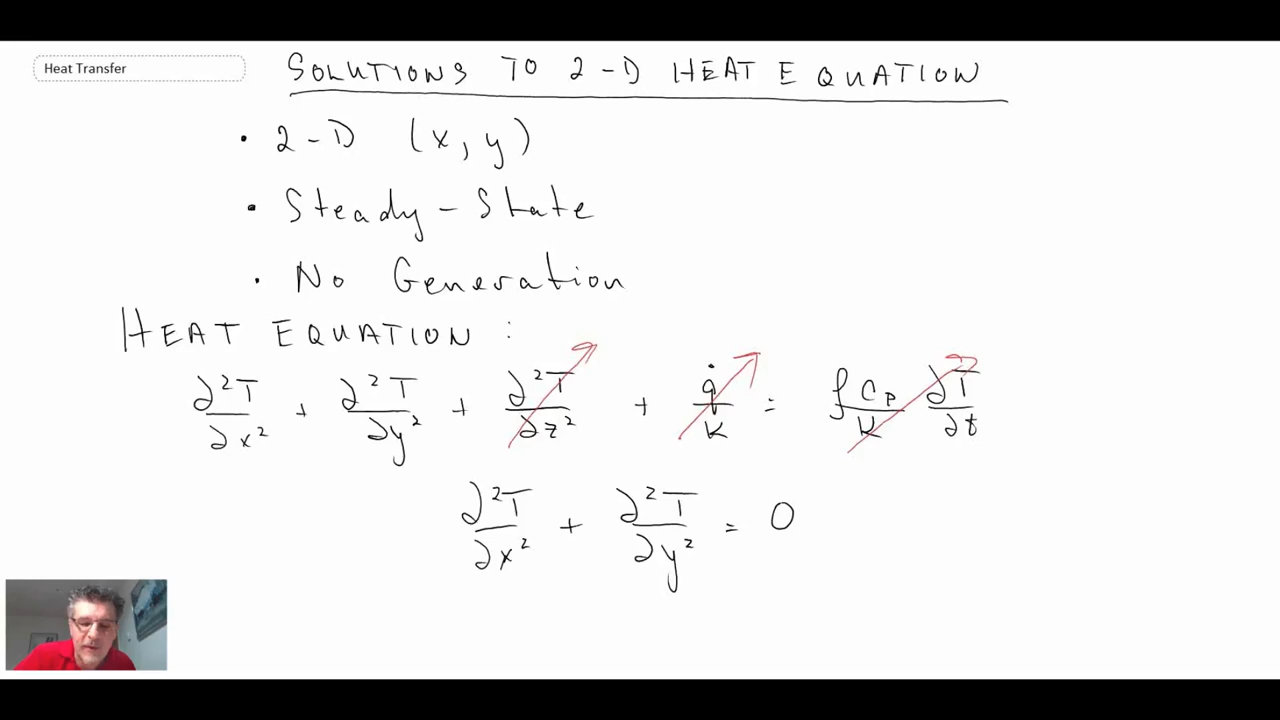 Heat Transfer
SOLUTIONS TO 2-D HEAT EQUATION
• 2-D (x, y)
• Steady-State
• No Generation
HEAT EQUATION :
∂²T/∂x² + ∂²T/∂y² + ∂²T/∂z² + q̇/k = ρCp/k ∂T/∂t
∂²T/∂x² + ∂²T/∂y² = 0